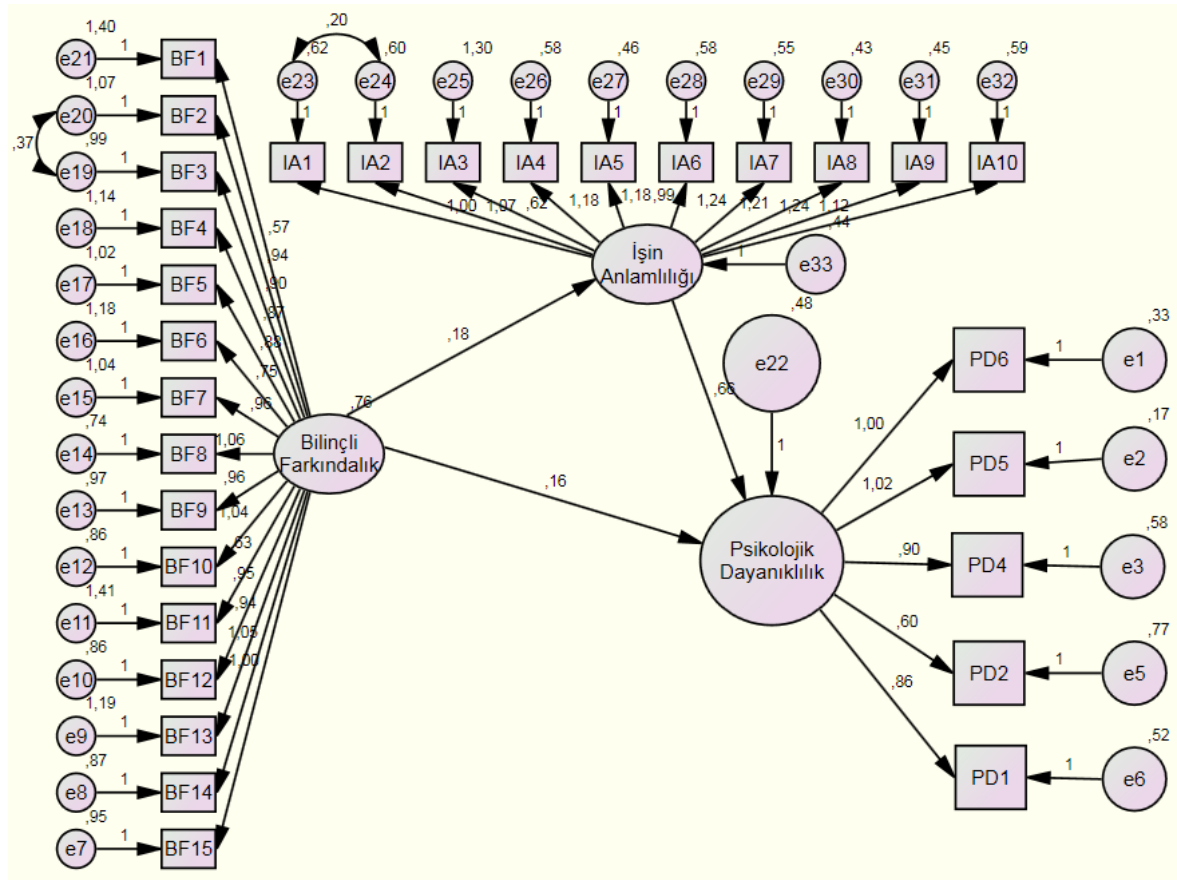 1,40
e21
1
BF1
1,07
e20
1
BF2
,37
,99
e19
1
BF3
1,14
e18
1
BF4
1,02
e17
1
BF5
1,18
e16
1
BF6
1,04
e15
1
BF7
,74
e14
1
BF8
,97
e13
1
BF9
,86
e12
1
BF10
1,41
e11
1
BF11
,86
e10
1
BF12
1,19
e9
1
BF13
,87
e8
1
BF14
,95
e7
1
BF15
,57
,94
,90
,87
,88
,75
,96
1,06
,96
1,04
,63
,95
,94
1,05
1,00
,76
Bilinçli
Farkındalık
,20
,62
,60
1,30
,58
,46
,58
,55
,43
,45
,59
e23
e24
e25
e26
e27
e28
e29
e30
e31
e32
1
1
1
1
1
1
1
1
1
1
IA1
IA2
IA3
IA4
IA5
IA6
IA7
IA8
IA9
IA10
1,00
1,07
,62
1,18
1,18
,99
1,24
1,21
1,24
1,12
,44
İşin
Anlamlılığı
1
e33
,18
,48
e22
,66
1
,16
Psikolojik
Dayanıklılık
1,00
1,02
,90
,60
,86
PD6
1
,33
e1
PD5
1
,17
e2
PD4
1
,58
e3
PD2
1
,77
e5
PD1
1
,52
e6